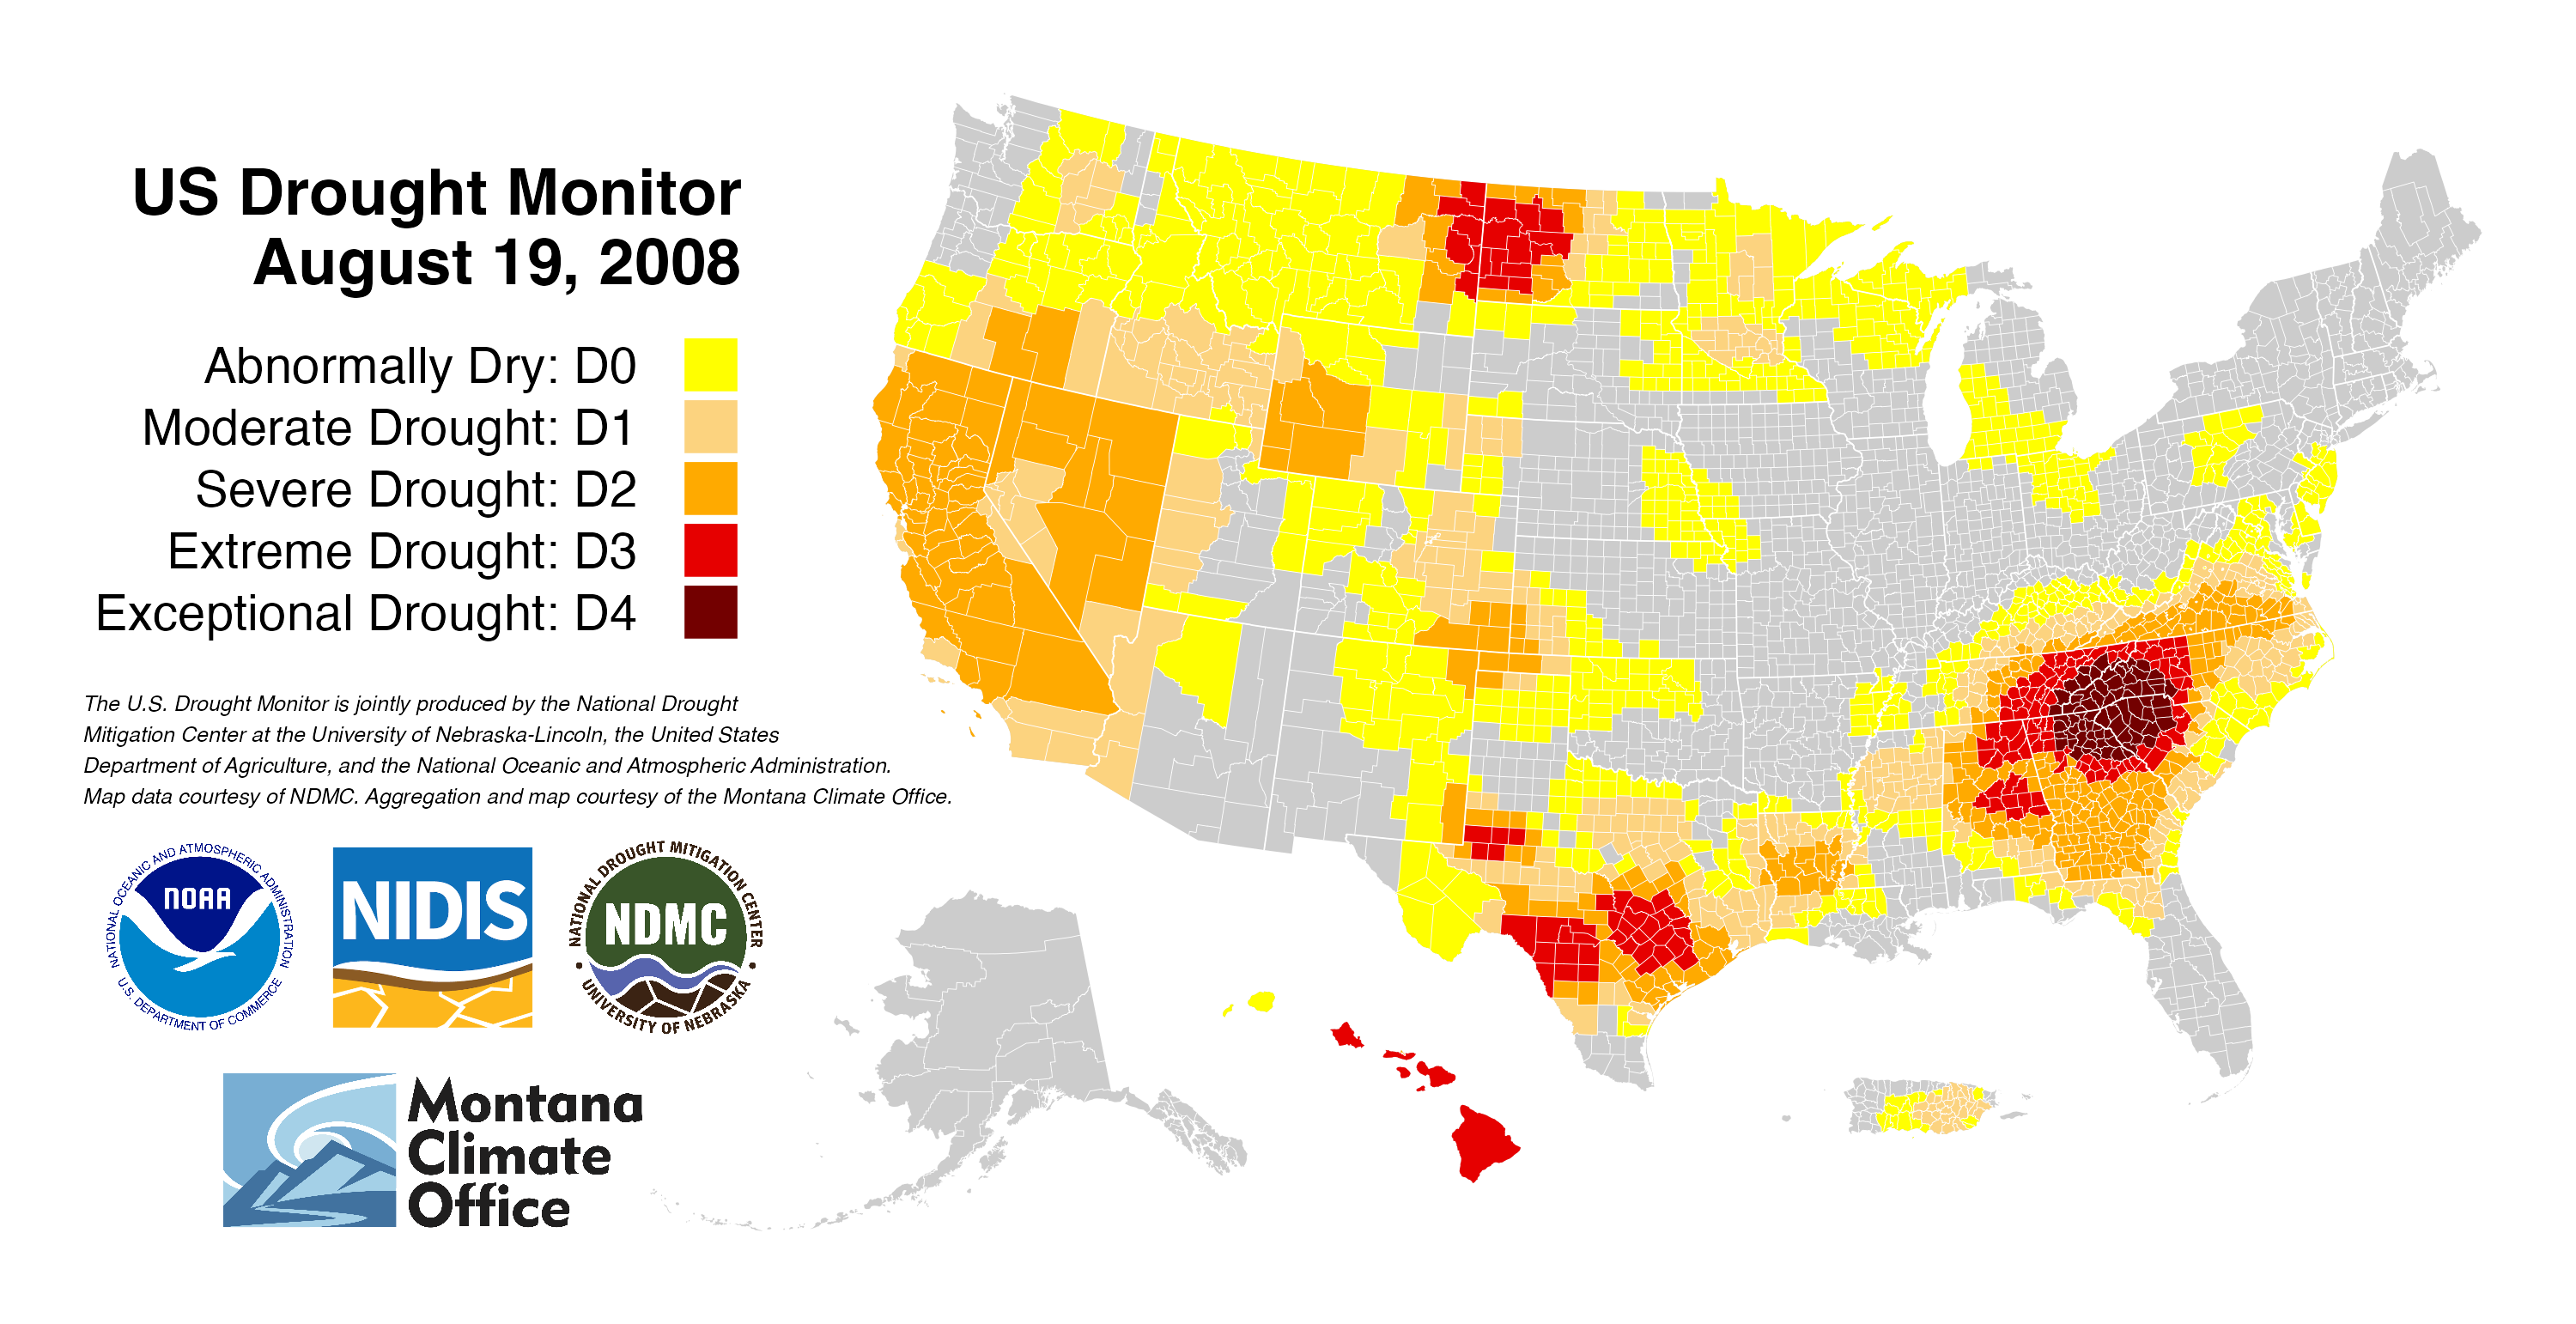 US Drought Monitor
August 19, 2008
Abnormally Dry: D0
Moderate Drought: D1
Severe Drought: D2
Extreme Drought: D3
Exceptional Drought: D4
The U.S. Drought Monitor is jointly produced by the National Drought
Mitigation Center at the University of Nebraska-Lincoln, the United States
Department of Agriculture, and the National Oceanic and Atmospheric Administration.
Map data courtesy of NDMC. Aggregation and map courtesy of the Montana Climate Office.
NATIONAL OCEANIC AND ATMOSPHERIC ADMINISTRATION
NOAA
U.S. DEPARTMENT OF COMMERCE
NIDIS
NATIONAL DROUGHT MITIGATION CENTER
NDMC
UNIVERSITY OF NEBRASKA
Montana
Climate
Office